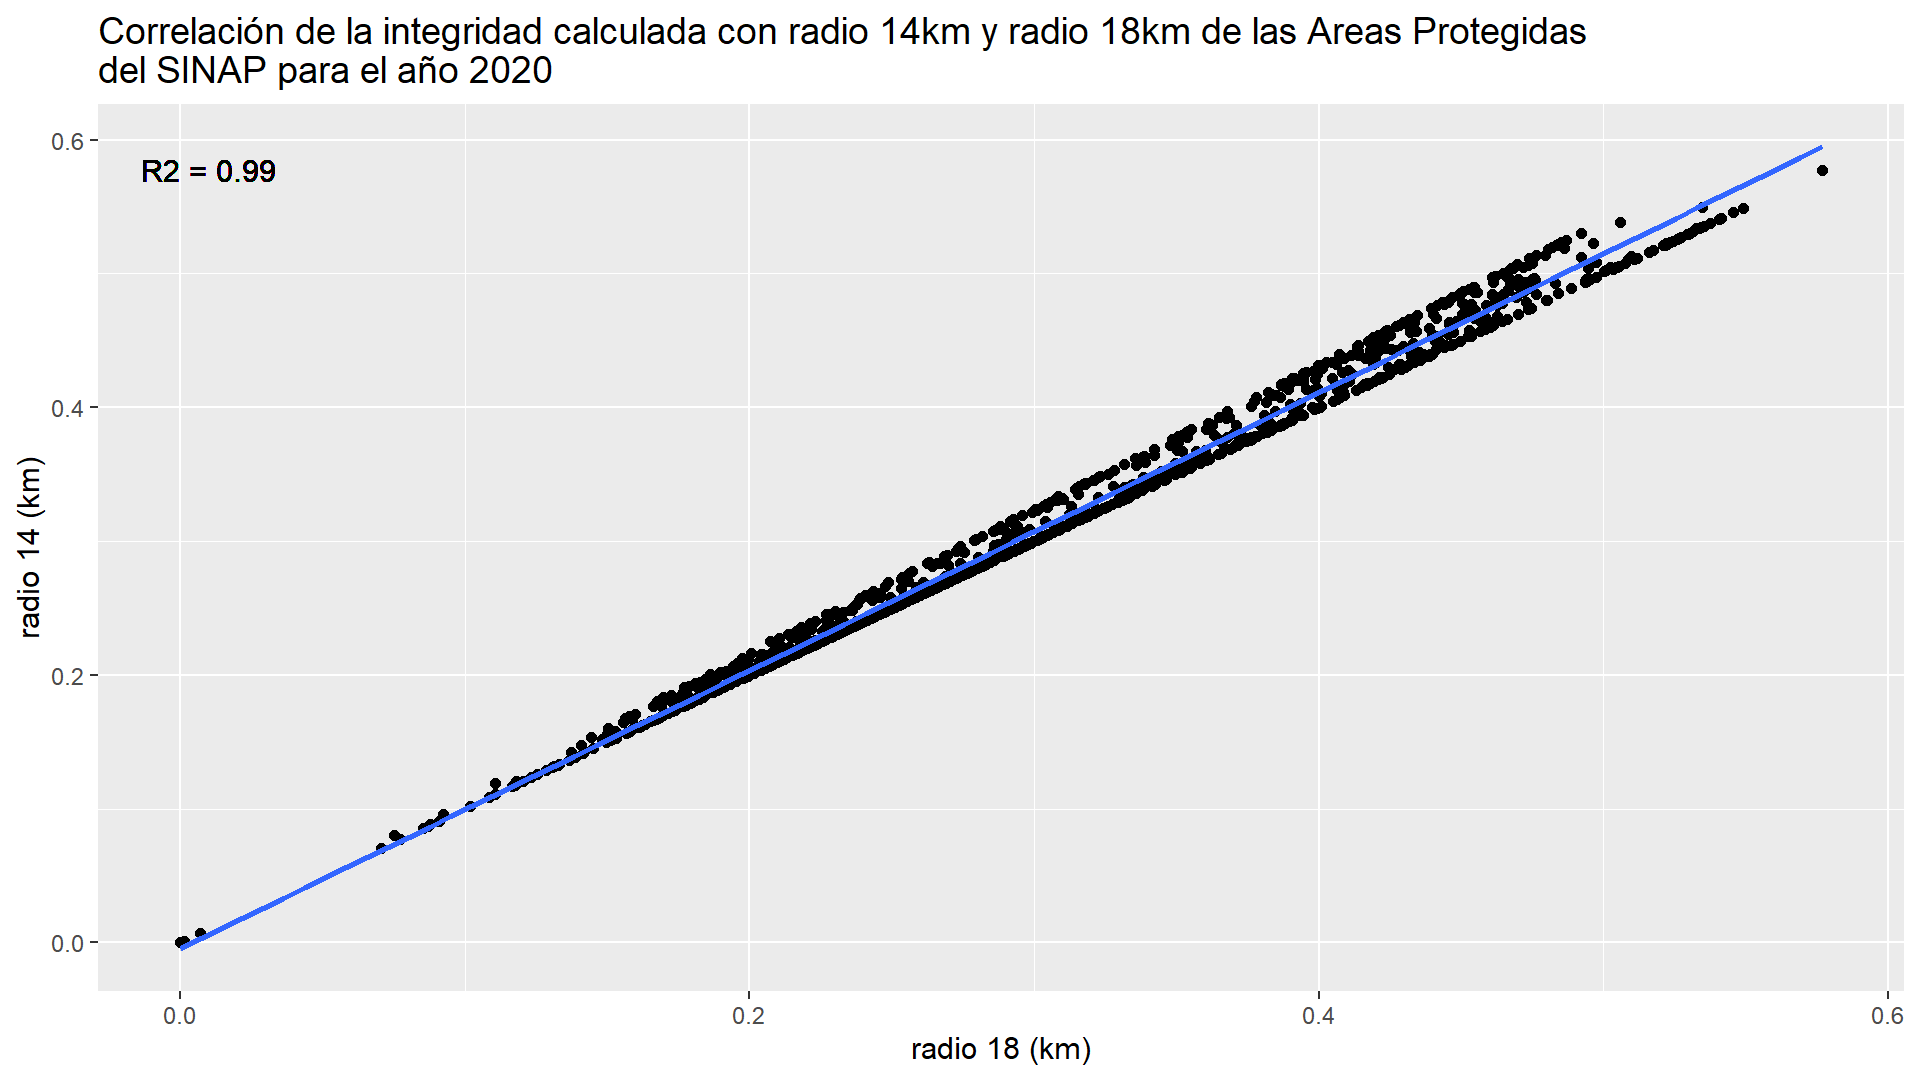 Correlación de la integridad calculada con radio 14km y radio 18km de las Areas Protegidas
del SINAP para el año 2020
R2 = 0.99
0.6
0.4
0.2
0.0
radio 14 (km)
0.0
0.2
0.4
0.6
radio 18 (km)